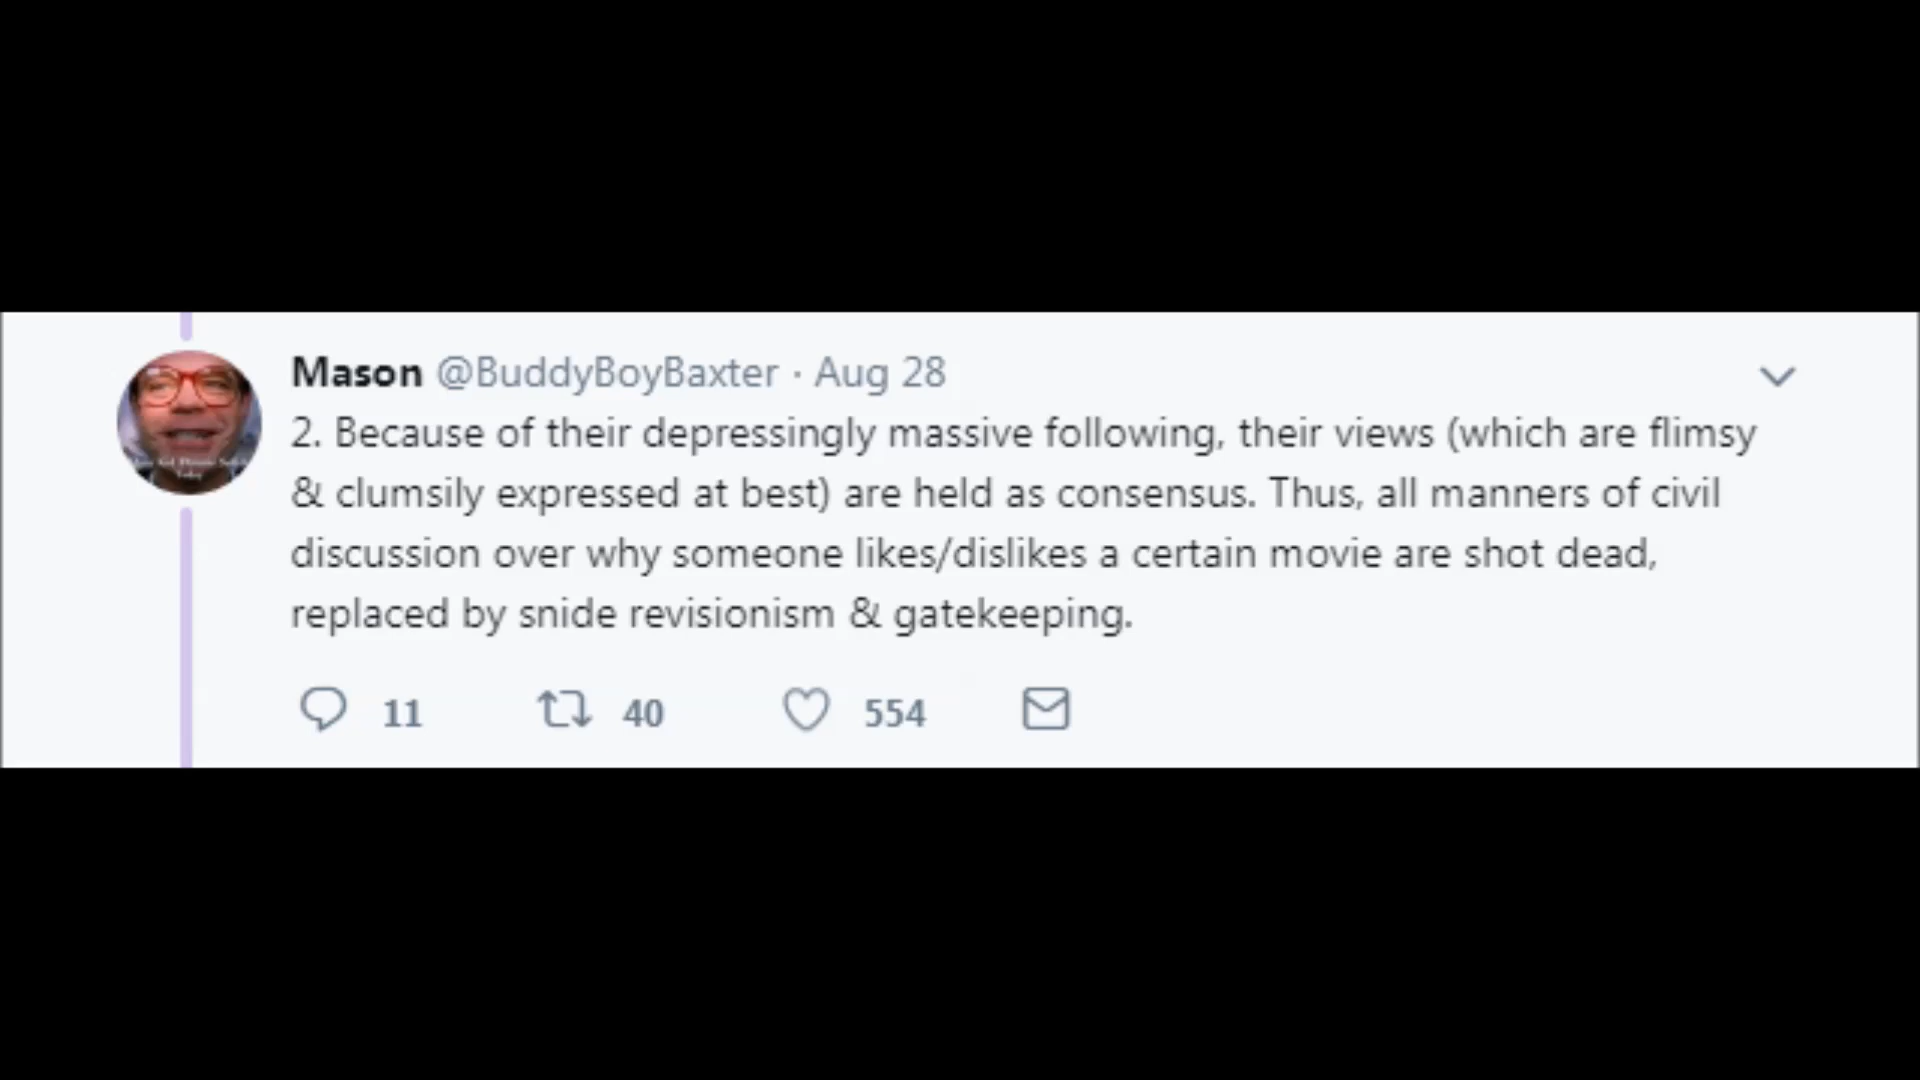 Mason @BuddyBoyBaxter · Aug 28
2. Because of their depressingly massive following, their views (which are flimsy
& clumsily expressed at best) are held as consensus. Thus, all manners of civil
discussion over why someone likes/dislikes a certain movie are shot dead,
replaced by snide revisionism & gatekeeping.
11 40 554